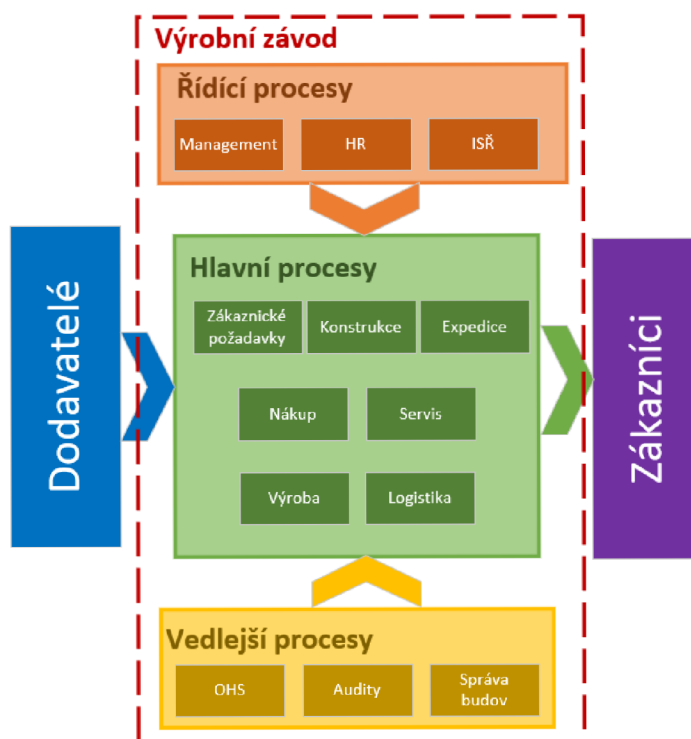 Výrobní závod
Řídící procesy
Management
HR
ISŘ
Dodavatelé
Hlavní procesy
Zákaznické
požadavky
Konstrukce
Expedice
Nákup
Servis
Výroba
Logistika
Zákazníci
Vedlejší procesy
OHS
Audity
Správa
budov